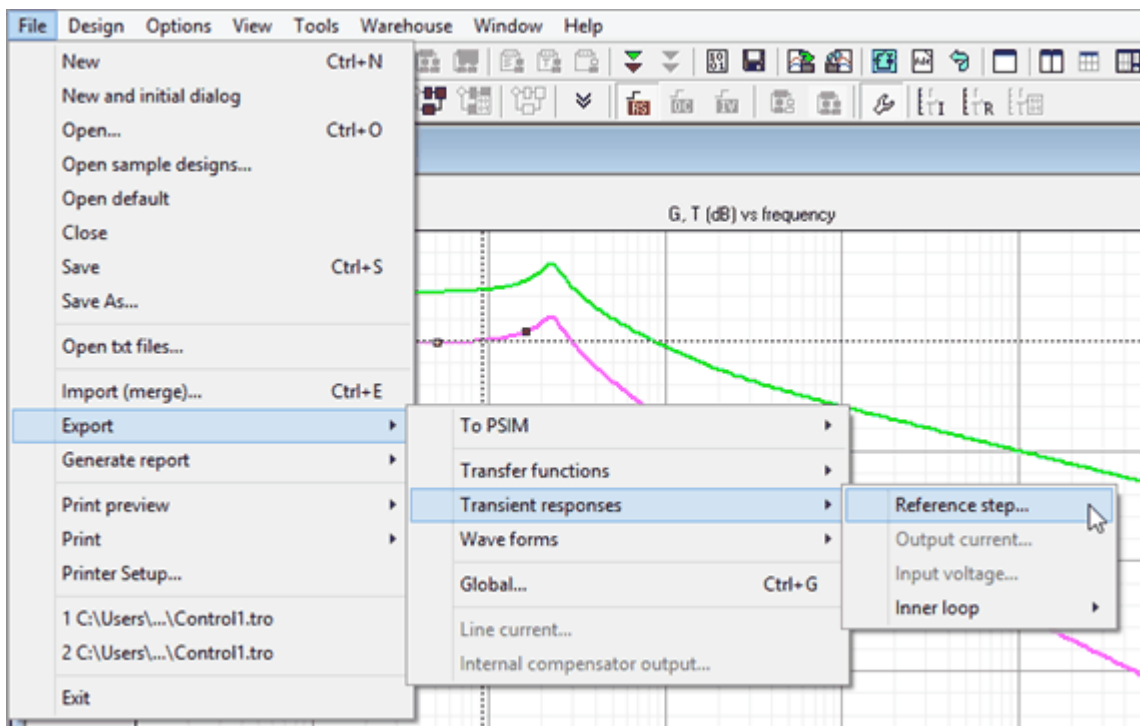 File Design Options View Tools Warehouse Window Help
New Ctrl+N
New and initial dialog
Open... Ctrl+O
Open sample designs...
Open default
Close
Save Ctrl+S
Save As...
Open txt files...
Import (merge)... Ctrl+E
Export
Generate report
Print preview
Print
Printer Setup...
1 C:\Users\...\Control1.tro
2 C:\Users\...\Control1.tro
Exit
To PSIM
Transfer functions
Transient responses
Wave forms
Global... Ctrl+G
Line current...
Internal compensator output...
Reference step...
Output current...
Input voltage...
Inner loop
G, T (dB) vs frequency